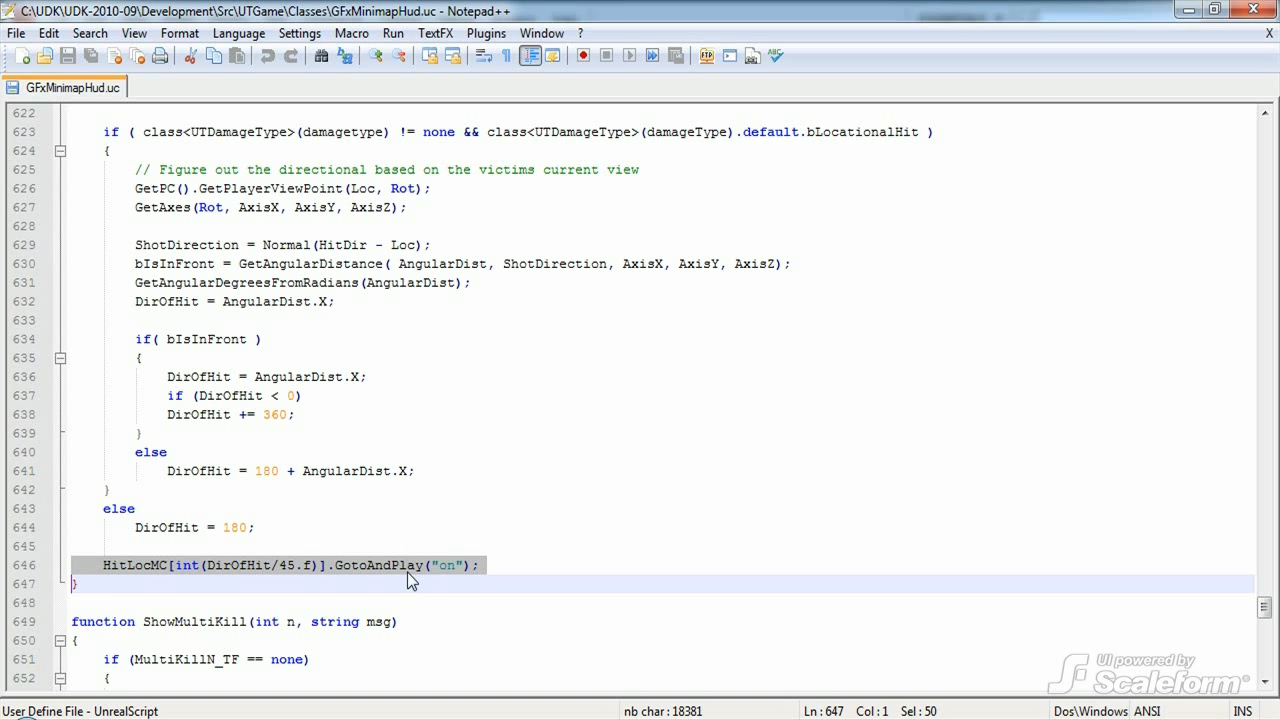 C:\UDK\UDK-2010-09\Development\Src\UTGame\Classes\GFxMinimapHud.uc - Notepad++
File Edit Search View Format Language Settings Macro Run TextFX Plugins Window ? X
GFxMinimapHud.uc
622
623 if ( class<UTDamageType>(damagetype) != none && class<UTDamageType>(damageType).default.bLocationalHit )
624 {
625 // Figure out the directional based on the victims current view
626 GetPC().GetPlayerViewPoint(Loc, Rot);
627 GetAxes(Rot, AxisX, AxisY, AxisZ);
628
629 ShotDirection = Normal(HitDir - Loc);
630 bIsInFront = GetAngularDistance( AngularDist, ShotDirection, AxisX, AxisY, AxisZ);
631 GetAngularDegreesFromRadians(AngularDist);
632 DirOfHit = AngularDist.X;
633
634 if( bIsInFront )
635 {
636 DirOfHit = AngularDist.X;
637 if (DirOfHit < 0)
638 DirOfHit += 360;
639 }
640 else
641 DirOfHit = 180 + AngularDist.X;
642 }
643 else
644 DirOfHit = 180;
645
646 HitLocMC[int(DirOfHit/45.f)].GotoAndPlay("on");
647 }
648
649 function ShowMultiKill(int n, string msg)
650 {
651 if (MultiKillN_TF == none)
652 {
UI powered by
Scaleform
User Define File - UnrealScript nb char : 18381 Ln : 647 Col : 1 Sel : 50 Dos\Windows ANSI INS